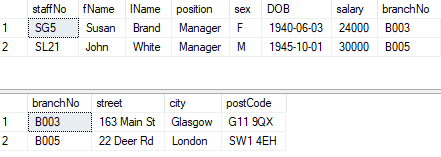 staffNo fName lName position sex DOB salary branchNo
1 SG5 Susan Brand Manager F 1940-06-03 24000 B003
2 SL21 John White Manager M 1945-10-01 30000 B005
branchNo street city postCode
1 B003 163 Main St Glasgow G11 9QX
2 B005 22 Deer Rd London SW1 4EH